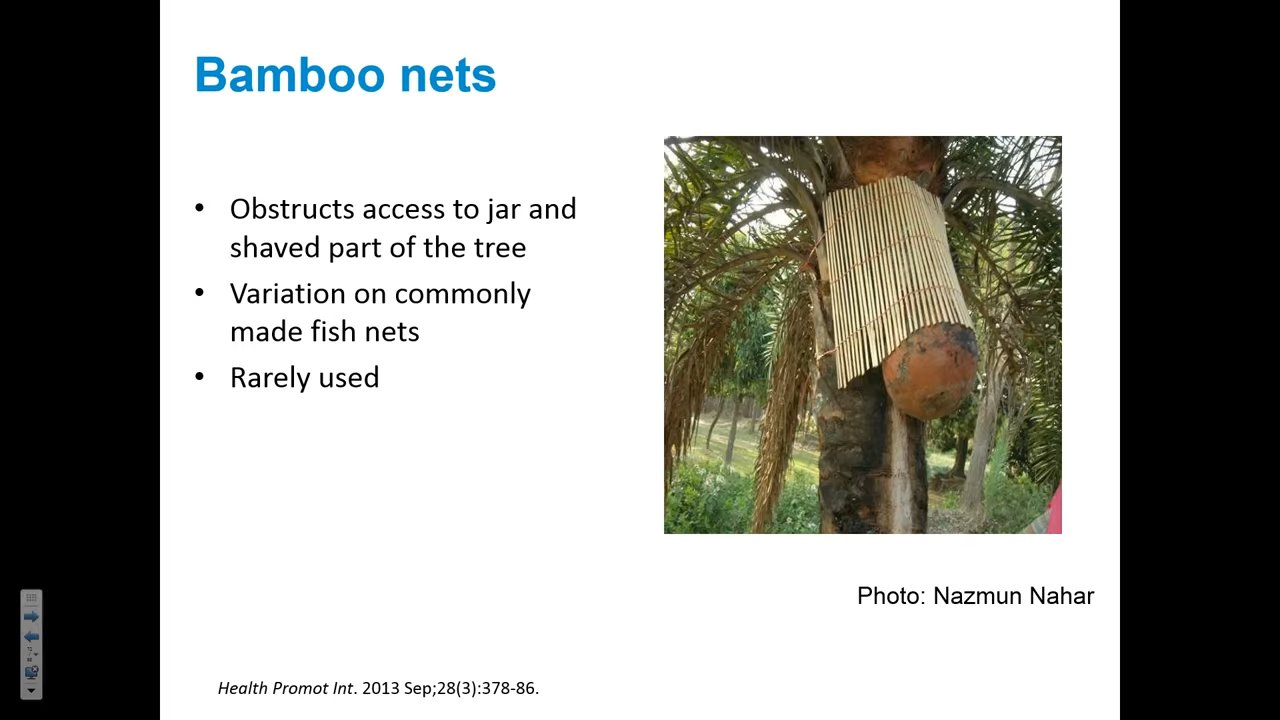 Bamboo nets
• Obstructs access to jar and
shaved part of the tree
• Variation on commonly
made fish nets
• Rarely used
Photo: Nazmun Nahar
Health Promot Int. 2013 Sep;28(3):378-86.